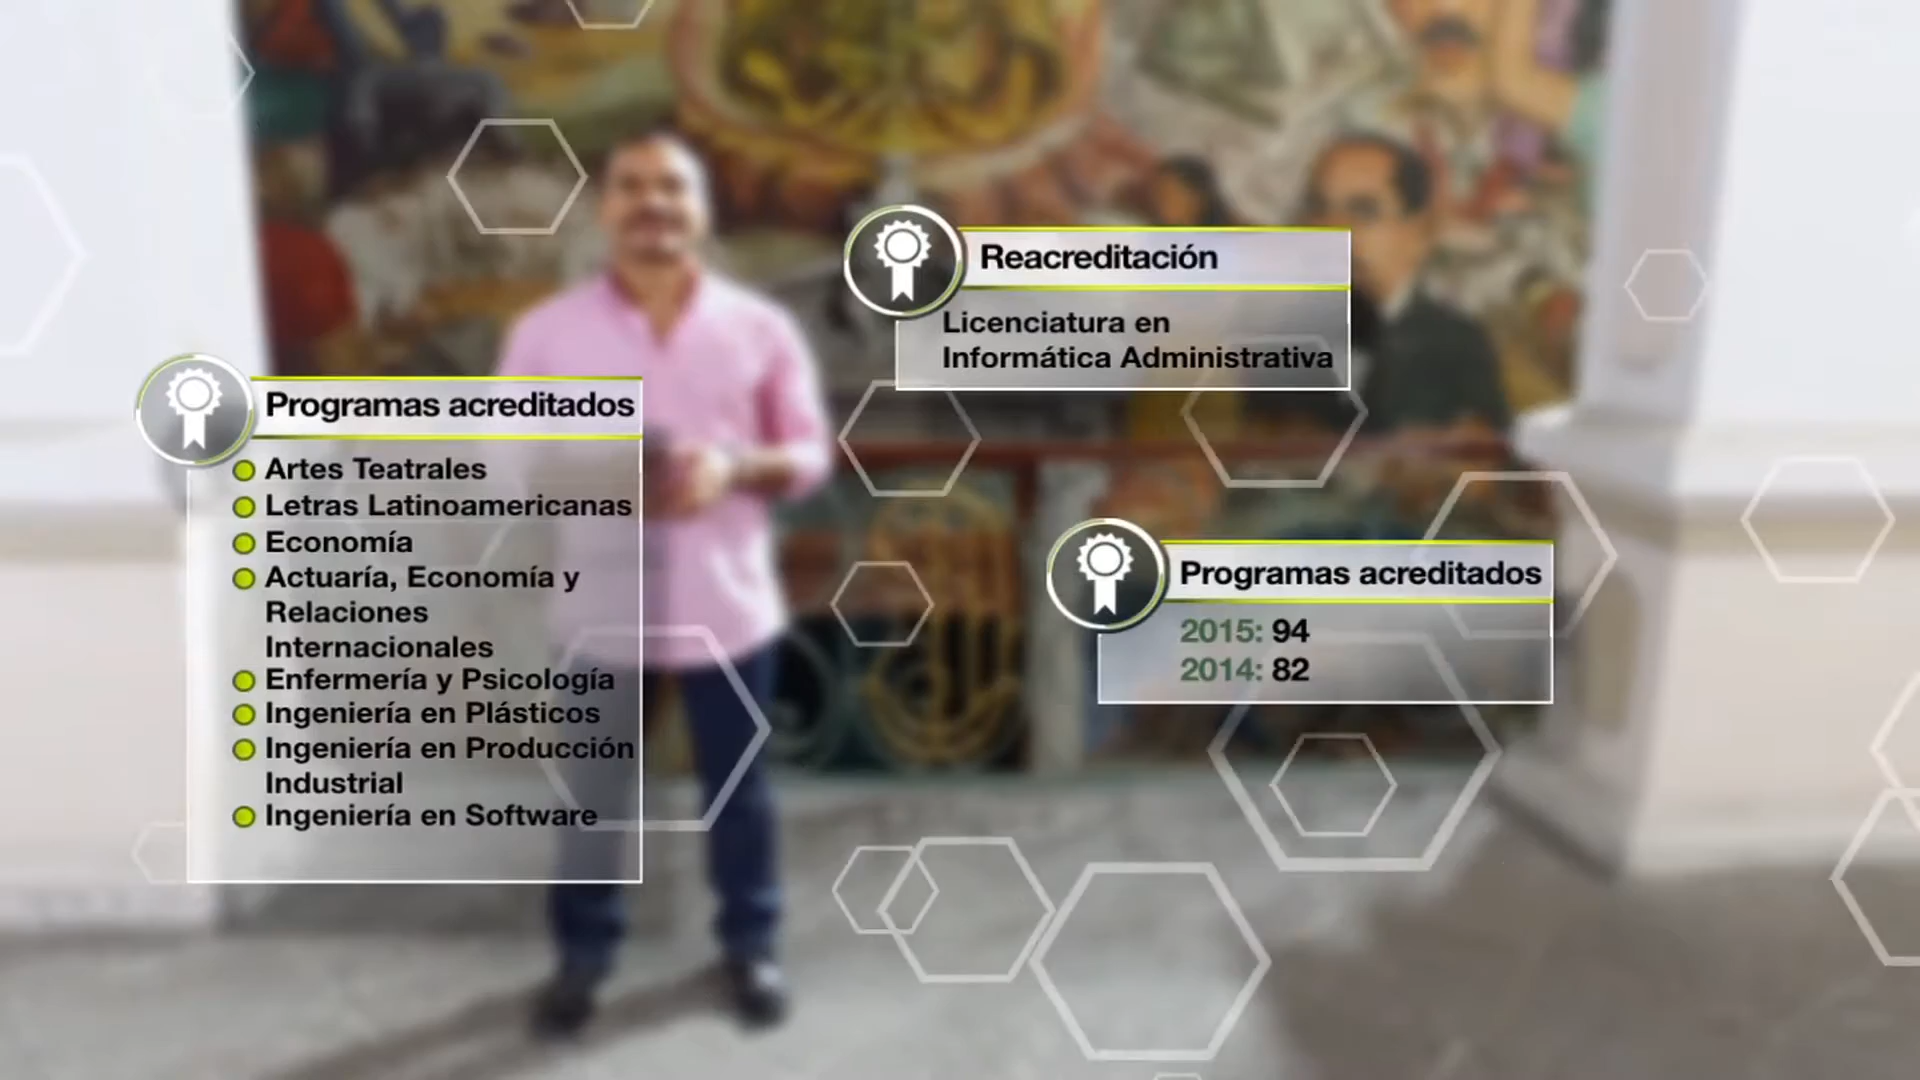 Programas acreditados
Artes Teatrales
Letras Latinoamericanas
Economía
Actuaría, Economía y
Relaciones
Internacionales
Enfermería y Psicología
Ingeniería en Plásticos
Ingeniería en Producción
Industrial
Ingeniería en Software
Reacreditación
Licenciatura en
Informática Administrativa
Programas acreditados
2015: 94
2014: 82